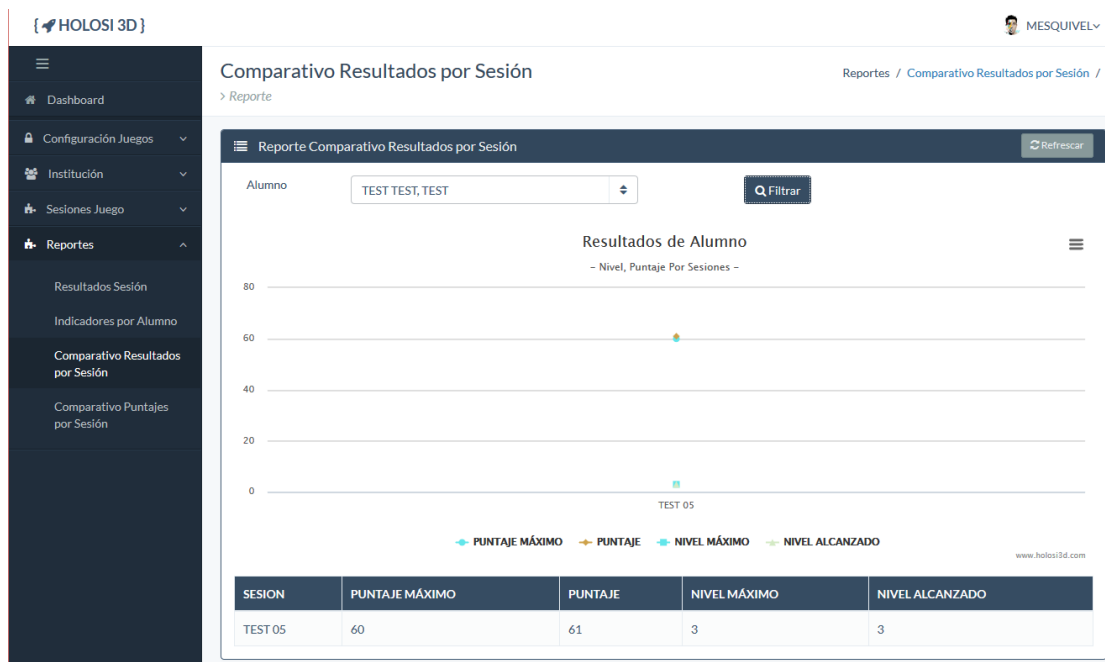 { HOLOSI 3D }
MESQUIVEL
Dashboard
Configuración Juegos
Institución
Sesiones Juego
Reportes
Resultados Sesión
Indicadores por Alumno
Comparativo Resultados
por Sesión
Comparativo Puntajes
por Sesión
Comparativo Resultados por Sesión
> Reporte
Reportes / Comparativo Resultados por Sesión /
Reporte Comparativo Resultados por Sesión
Refrescar
Alumno
TEST TEST, TEST
Filtrar
Resultados de Alumno
– Nivel, Puntaje Por Sesiones –
80
60
40
20
0
TEST 05
PUNTAJE MÁXIMO PUNTAJE NIVEL MÁXIMO NIVEL ALCANZADO
www.holosi3d.com
SESION PUNTAJE MÁXIMO PUNTAJE NIVEL MÁXIMO NIVEL ALCANZADO
TEST 05 60 61 3 3